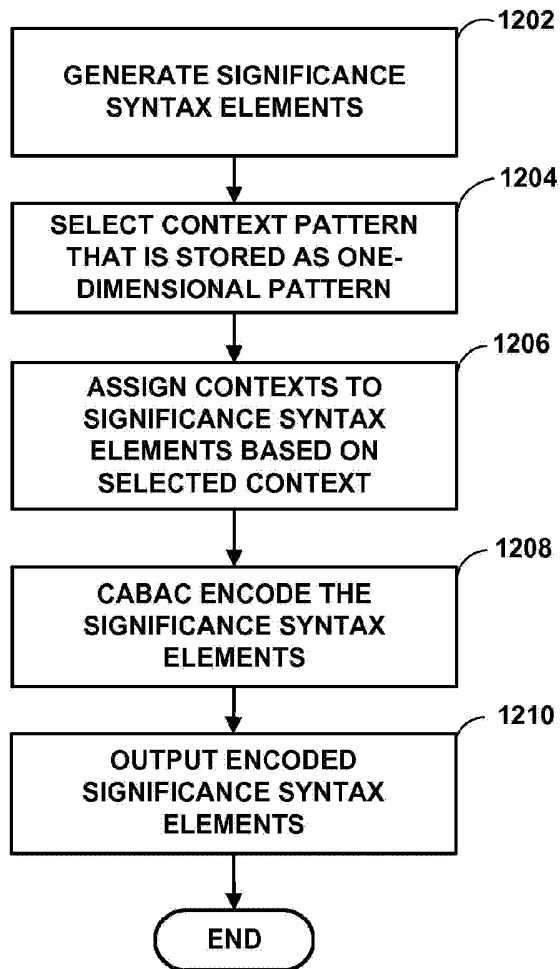 1202
GENERATE SIGNIFICANCE
SYNTAX ELEMENTS
1204
SELECT CONTEXT PATTERN
THAT IS STORED AS ONE-
DIMENSIONAL PATTERN
1206
ASSIGN CONTEXTS TO
SIGNIFICANCE SYNTAX
ELEMENTS BASED ON
SELECTED CONTEXT
1208
CABAC ENCODE THE
SIGNIFICANCE SYNTAX
ELEMENTS
1210
OUTPUT ENCODED
SIGNIFICANCE SYNTAX
ELEMENTS
END